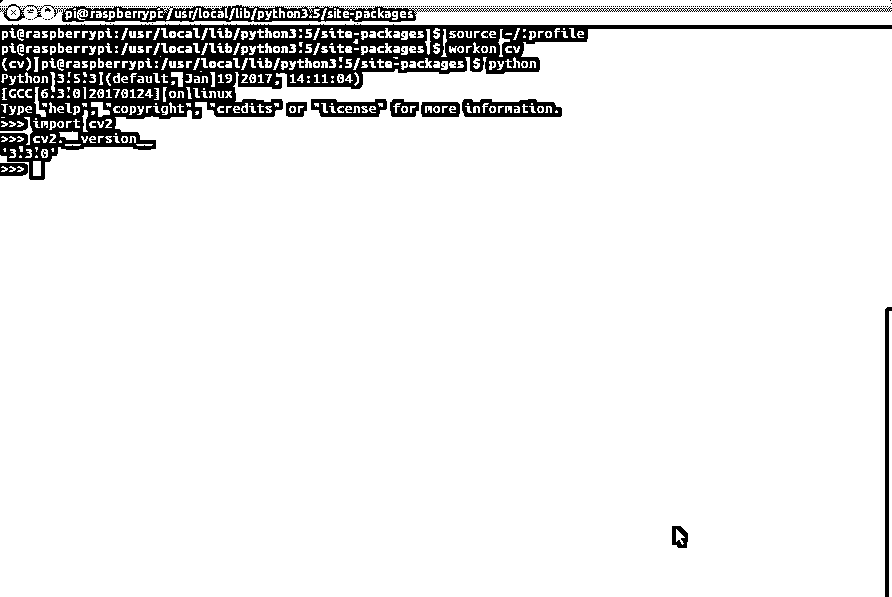 pi@raspberrypi: /usr/local/lib/python3.5/site-packages
pi@raspberrypi:/usr/local/lib/python3.5/site-packages $ source ~/.profile
pi@raspberrypi:/usr/local/lib/python3.5/site-packages $ workon cv
(cv) pi@raspberrypi:/usr/local/lib/python3.5/site-packages $ python
Python 3.5.3 (default, Jan 19 2017, 14:11:04)
[GCC 6.3.0 20170124] on linux
Type "help", "copyright", "credits" or "license" for more information.
>>> import cv2
>>> cv2.__version__
'3.3.0'
>>>